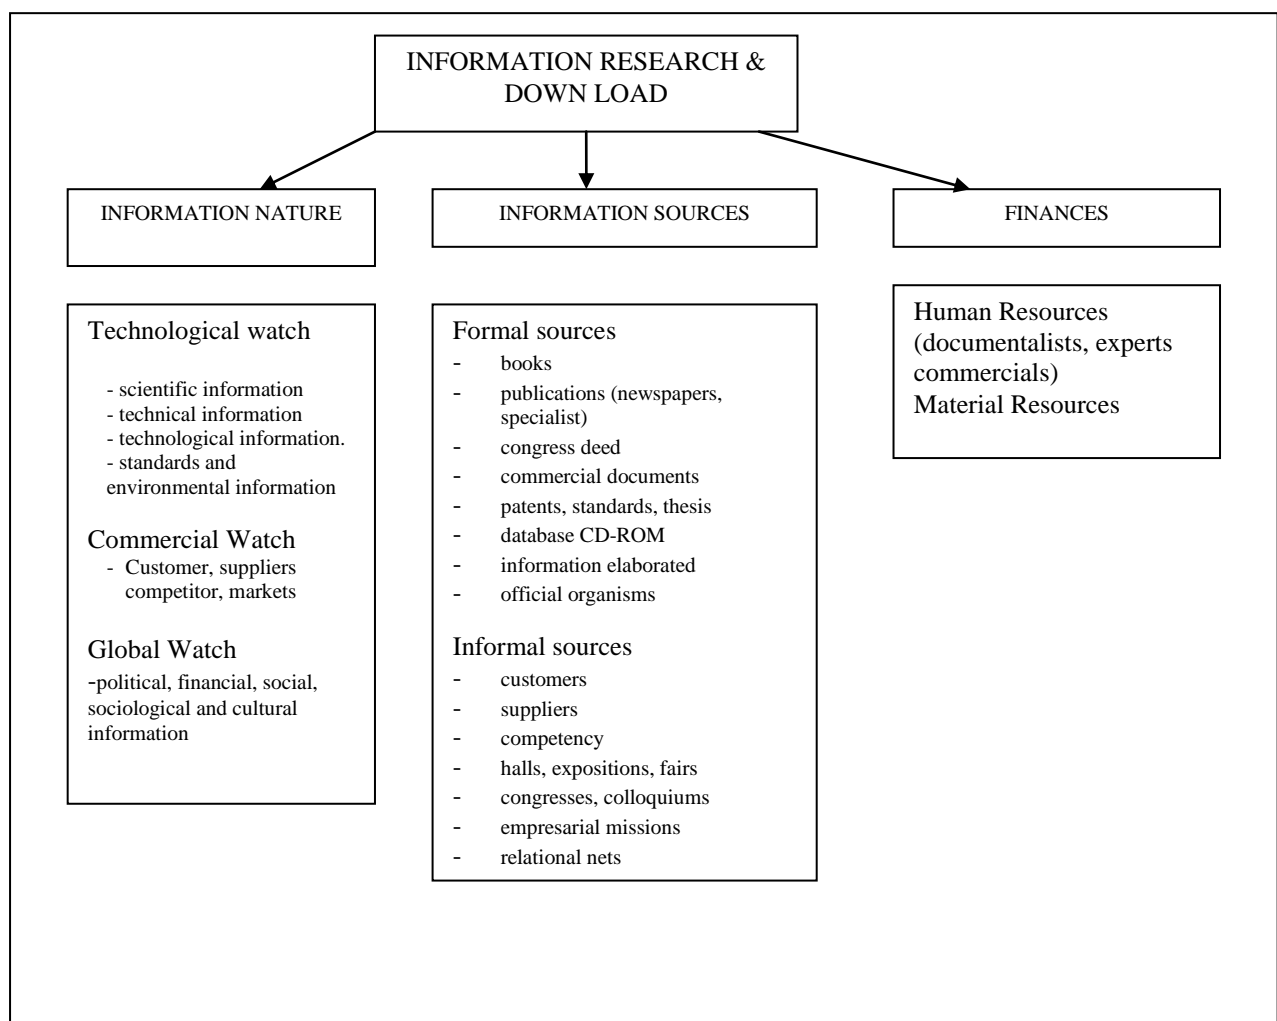 INFORMATION RESEARCH &
DOWN LOAD
INFORMATION NATURE
INFORMATION SOURCES
FINANCES
Technological watch
- scientific information
- technical information
- technological information.
- standards and
environmental information
Commercial Watch
- Customer, suppliers
competitor, markets
Global Watch
-political, financial, social,
sociological and cultural
information
Formal sources
- books
- publications (newspapers,
specialist)
- congress deed
- commercial documents
- patents, standards, thesis
- database CD-ROM
- information elaborated
- official organisms
Informal sources
- customers
- suppliers
- competency
- halls, expositions, fairs
- congresses, colloquiums
- empresarial missions
- relational nets
Human Resources
(documentalists, experts
commercials)
Material Resources